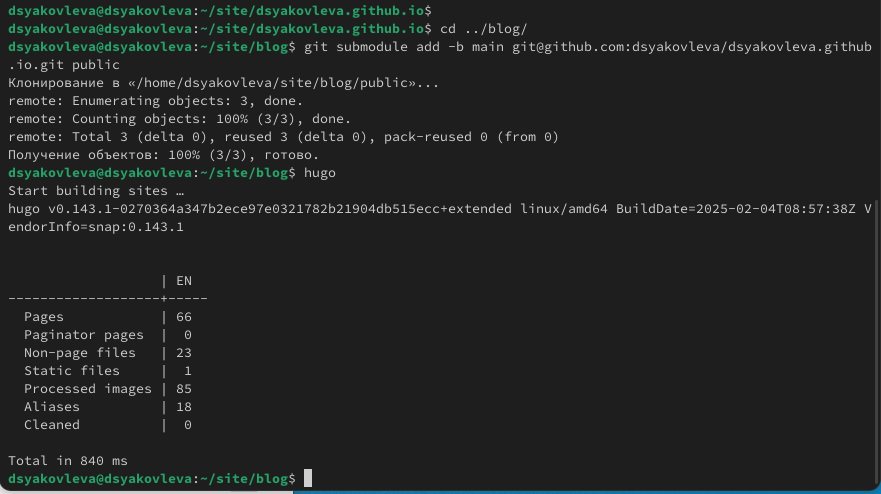 dsyakovleva@dsyakovleva:~/site/dsyakovleva.github.io$
dsyakovleva@dsyakovleva:~/site/dsyakovleva.github.io$ cd ../blog/
dsyakovleva@dsyakovleva:~/site/blog$ git submodule add -b main git@github.com:dsyakovleva/dsyakovleva.github
.io.git public
Клонирование в «/home/dsyakovleva/site/blog/public»...
remote: Enumerating objects: 3, done.
remote: Counting objects: 100% (3/3), done.
remote: Total 3 (delta 0), reused 3 (delta 0), pack-reused 0 (from 0)
Получение объектов: 100% (3/3), готово.
dsyakovleva@dsyakovleva:~/site/blog$ hugo
Start building sites …
hugo v0.143.1-0270364a347b2ece97e0321782b21904db515ecc+extended linux/amd64 BuildDate=2025-02-04T08:57:38Z V
endorInfo=snap:0.143.1
                   | EN
-------------------+-----
  Pages            | 66
  Paginator pages  |  0
  Non-page files   | 23
  Static files     |  1
  Processed images | 85
  Aliases          | 18
  Cleaned          |  0
Total in 840 ms
dsyakovleva@dsyakovleva:~/site/blog$